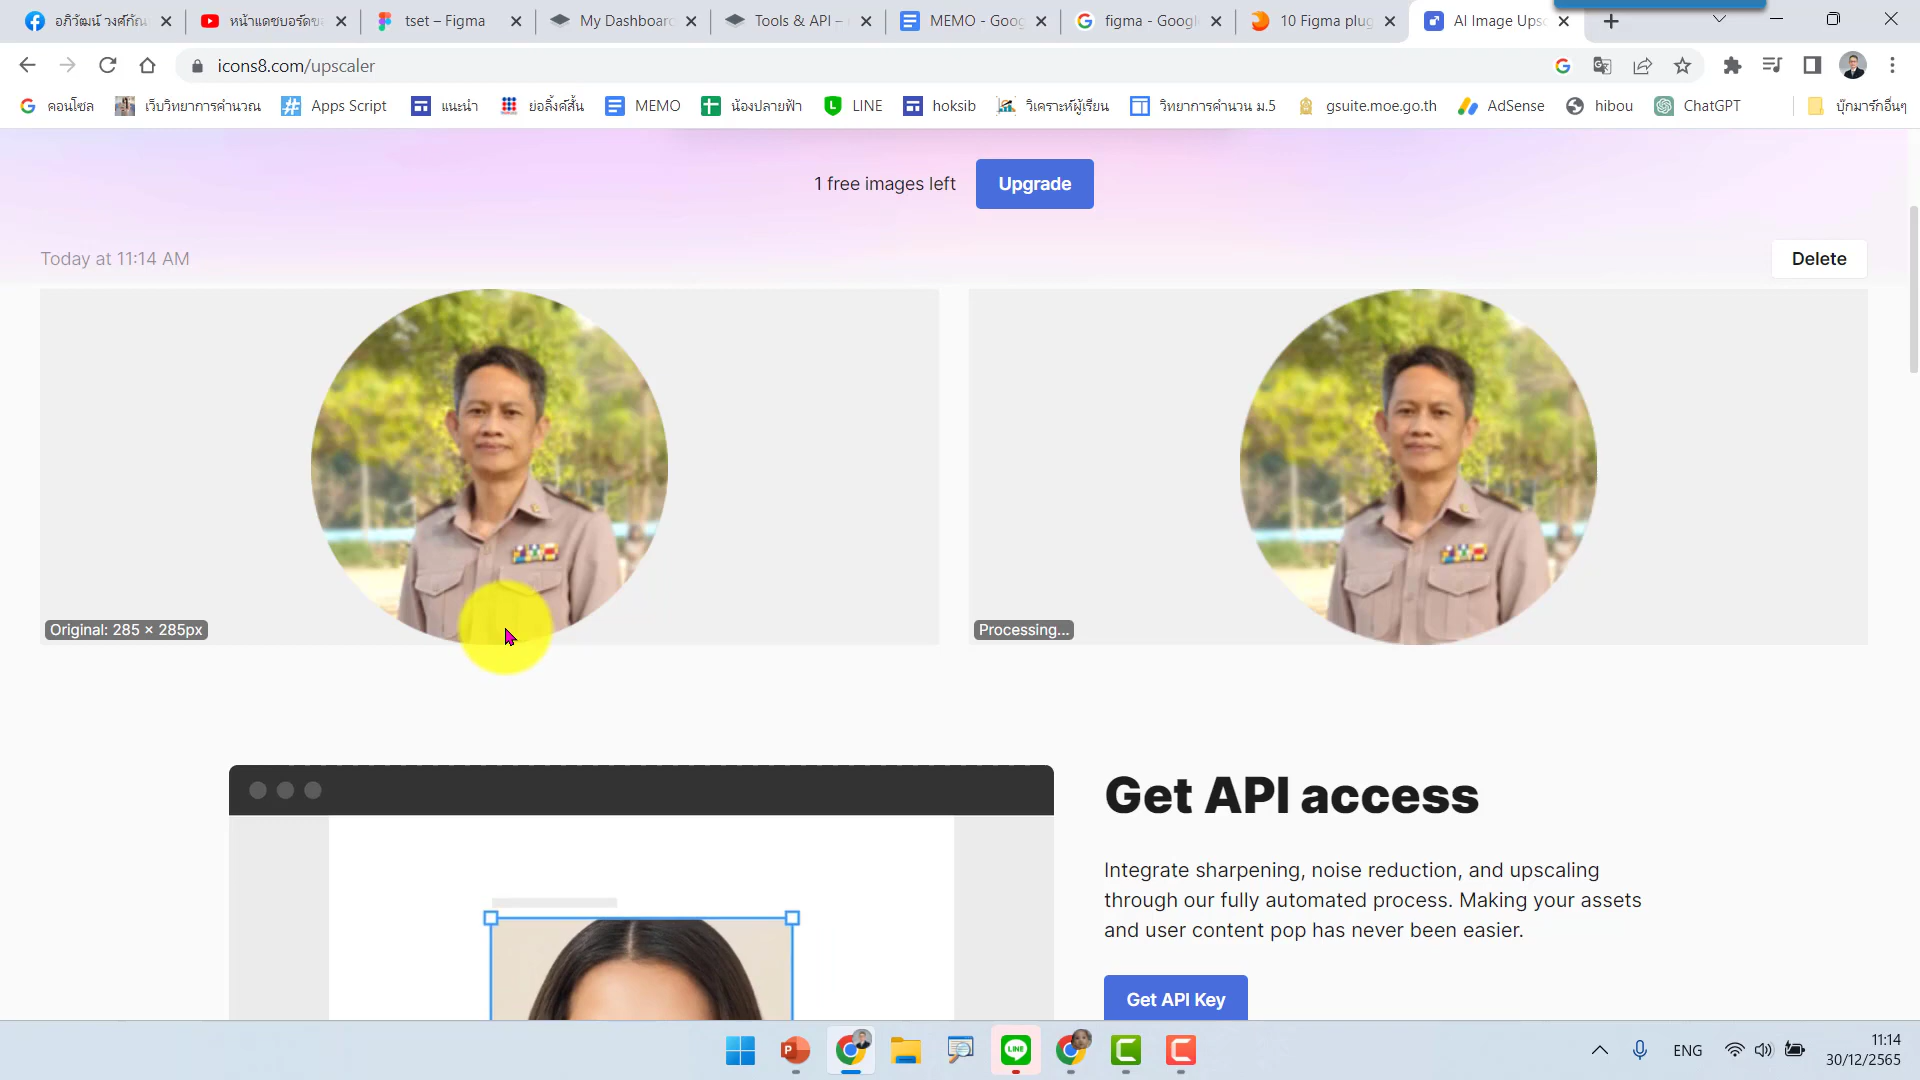 อภิวัฒน์ วงศ์กัณ
หน้าแดชบอร์ดข
tset – Figma
My Dashboard
Tools & API –
MEMO - Goog
figma - Googl
10 Figma plug
AI Image Ups
icons8.com/upscaler
คอนโซล
เว็บวิทยาการคำนวณ
Apps Script
แนะนำ
ย่อลิ้งค์สั้น
MEMO
น้องปลายฟ้า
LINE
hoksib
วิเคราะห์ผู้เรียน
วิทยาการคำนวน ม.5
gsuite.moe.go.th
AdSense
hibou
ChatGPT
บุ๊กมาร์กอื่นๆ
1 free images left
Upgrade
Today at 11:14 AM
Delete
Original: 285 × 285px
Processing...
Get API access
Integrate sharpening, noise reduction, and upscaling
through our fully automated process. Making your assets
and user content pop has never been easier.
Get API Key
ENG
11:14
30/12/2565